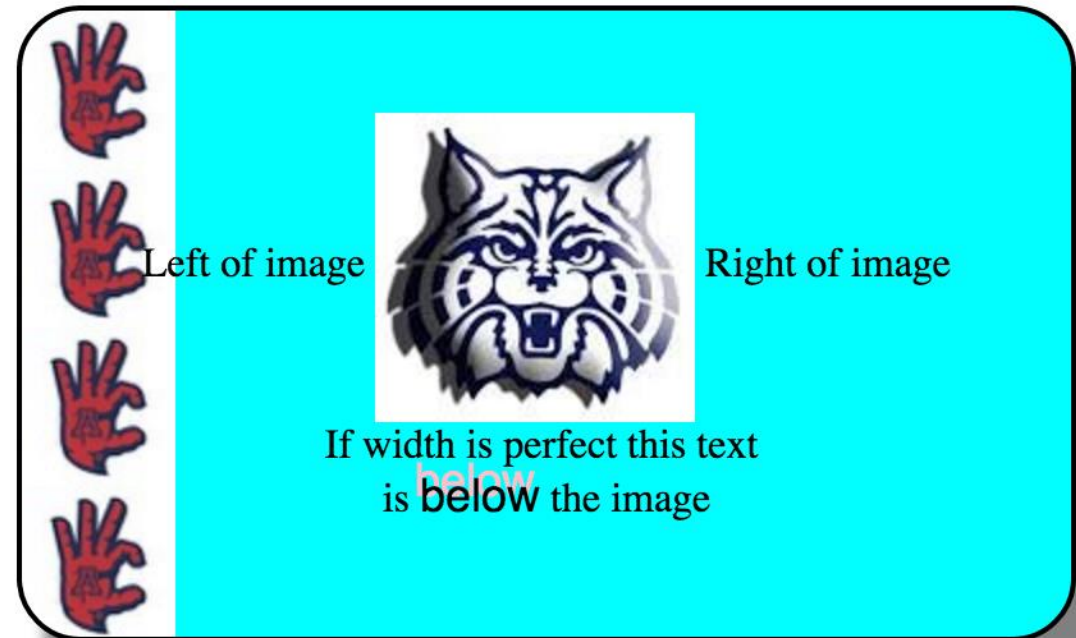 Left of image
Right of image
If width is perfect this text
is below the image